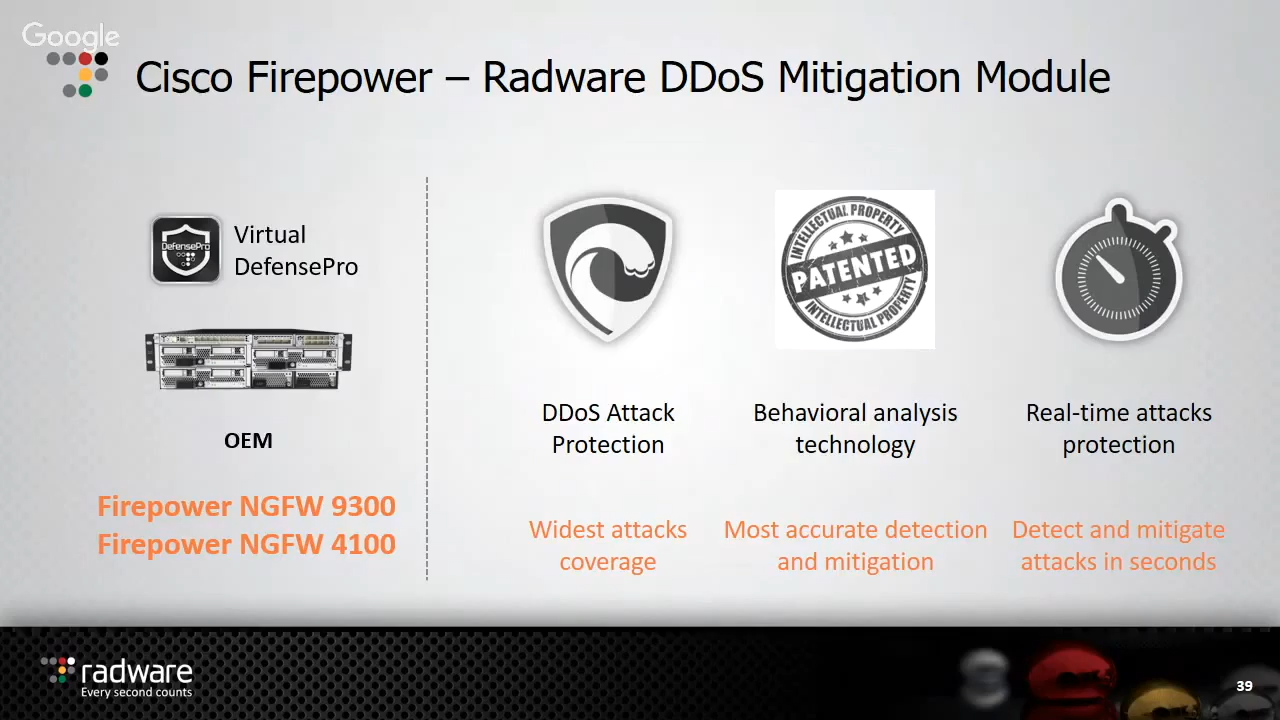 Google
Cisco Firepower – Radware DDoS Mitigation Module
DefensePro
Virtual
DefensePro
OEM
Firepower NGFW 9300
Firepower NGFW 4100
INTELLECTUAL PROPERTY
PATENTED
INTELLECTUAL PROPERTY
DDoS Attack
Protection
Behavioral analysis
technology
Real-time attacks
protection
Widest attacks
coverage
Most accurate detection
and mitigation
Detect and mitigate
attacks in seconds
radware
Every second counts
39